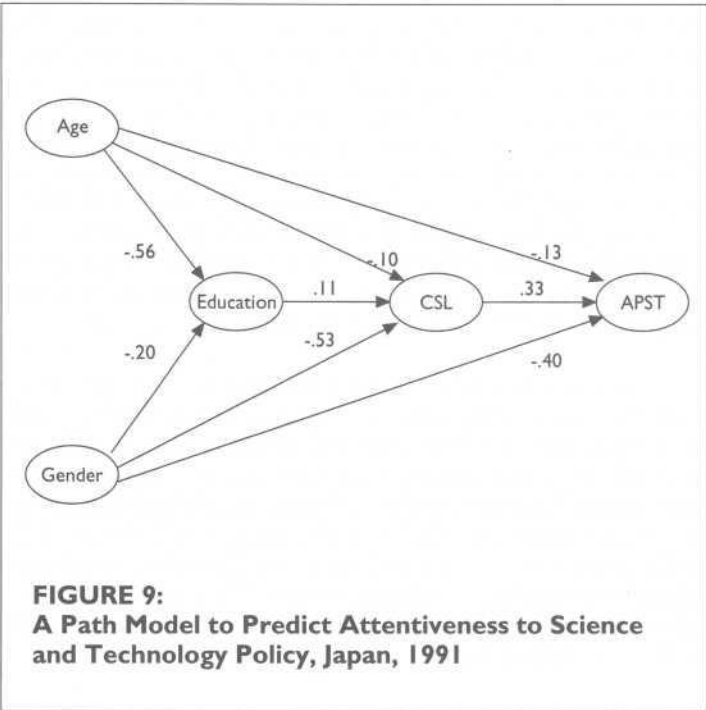 Age
-.56
-.10
-.13
Education
.11
CSL
.33
APST
-.20
-.53
-.40
Gender
FIGURE 9:
A Path Model to Predict Attentiveness to Science
and Technology Policy, Japan, 1991